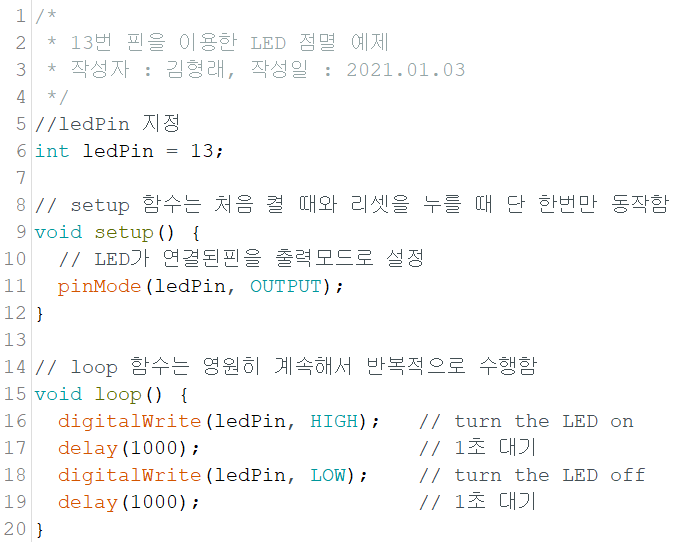 1 /*
2  * 13번 핀을 이용한 LED 점멸 예제
3  * 작성자 : 김형래, 작성일 : 2021.01.03
4  */
5 //ledPin 지정
6 int ledPin = 13;
7
8 // setup 함수는 처음 켤 때와 리셋을 누를 때 단 한번만 동작함
9 void setup() {
10   // LED가 연결된핀을 출력모드로 설정
11   pinMode(ledPin, OUTPUT);
12 }
13
14 // loop 함수는 영원히 계속해서 반복적으로 수행함
15 void loop() {
16   digitalWrite(ledPin, HIGH);   // turn the LED on
17   delay(1000);                  // 1초 대기
18   digitalWrite(ledPin, LOW);    // turn the LED off
19   delay(1000);                  // 1초 대기
20 }